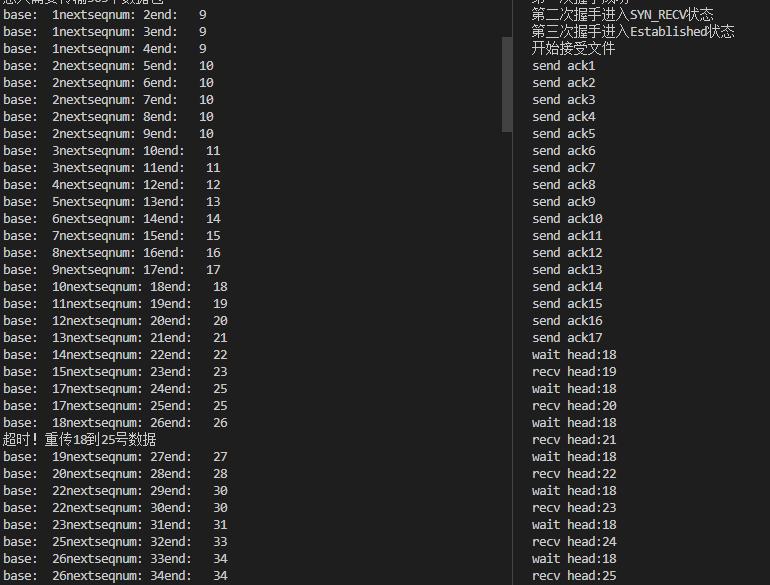 base:  1nextseqnum: 2end:   9
base:  1nextseqnum: 3end:   9
base:  1nextseqnum: 4end:   9
base:  2nextseqnum: 5end:   10
base:  2nextseqnum: 6end:   10
base:  2nextseqnum: 7end:   10
base:  2nextseqnum: 8end:   10
base:  2nextseqnum: 9end:   10
base:  3nextseqnum: 10end:   11
base:  3nextseqnum: 11end:   11
base:  4nextseqnum: 12end:   12
base:  5nextseqnum: 13end:   13
base:  6nextseqnum: 14end:   14
base:  7nextseqnum: 15end:   15
base:  8nextseqnum: 16end:   16
base:  9nextseqnum: 17end:   17
base:  10nextseqnum: 18end:   18
base:  11nextseqnum: 19end:   19
base:  12nextseqnum: 20end:   20
base:  13nextseqnum: 21end:   21
base:  14nextseqnum: 22end:   22
base:  15nextseqnum: 23end:   23
base:  17nextseqnum: 24end:   25
base:  17nextseqnum: 25end:   25
base:  18nextseqnum: 26end:   26
超时! 重传18到25号数据
base:  19nextseqnum: 27end:   27
base:  20nextseqnum: 28end:   28
base:  22nextseqnum: 29end:   30
base:  22nextseqnum: 30end:   30
base:  23nextseqnum: 31end:   31
base:  25nextseqnum: 32end:   33
base:  26nextseqnum: 33end:   34
base:  26nextseqnum: 34end:   34
第二次握手进入SYN_RECV状态
第三次握手进入Established状态
开始接受文件
send ack1
send ack2
send ack3
send ack4
send ack5
send ack6
send ack7
send ack8
send ack9
send ack10
send ack11
send ack12
send ack13
send ack14
send ack15
send ack16
send ack17
wait head:18
recv head:19
wait head:18
recv head:20
wait head:18
recv head:21
wait head:18
recv head:22
wait head:18
recv head:23
wait head:18
recv head:24
wait head:18
recv head:25